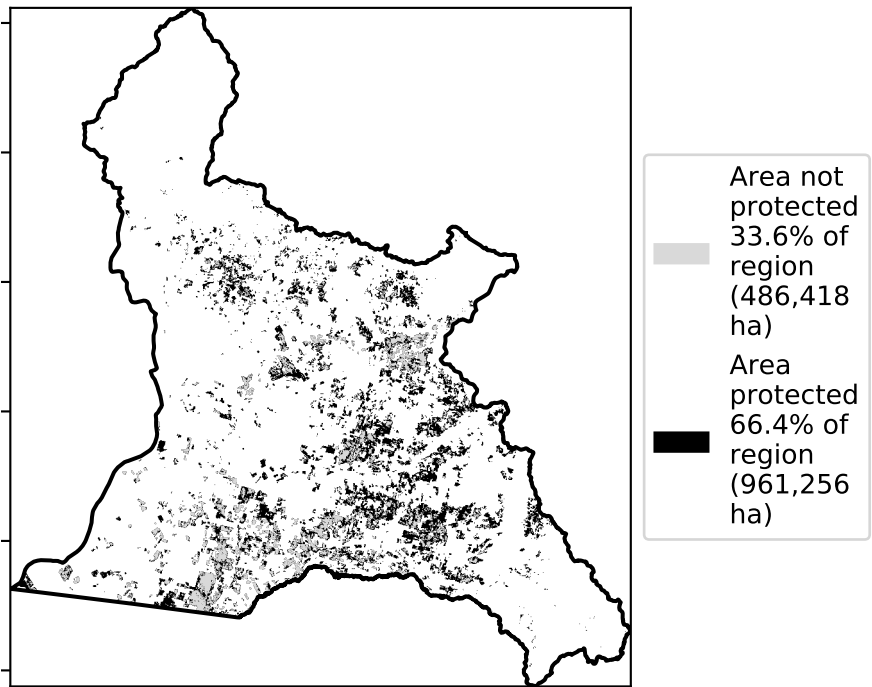 Area not
protected
33.6% of
region
(486,418
ha)
Area
protected
66.4% of
region
(961,256
ha)